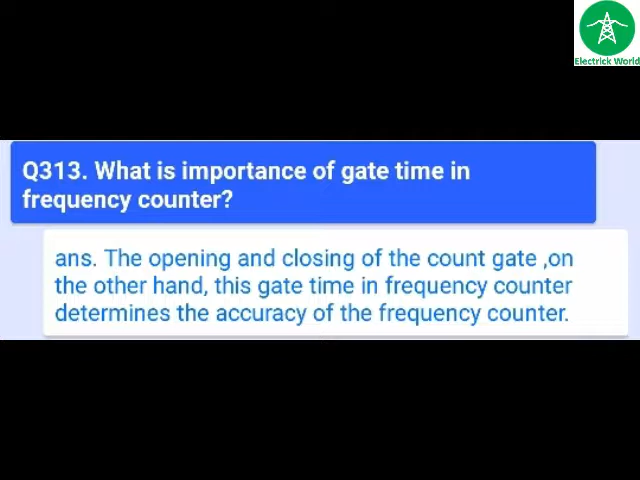 Electrick World
Q313. What is importance of gate time in
frequency counter?
ans. The opening and closing of the count gate ,on
the other hand, this gate time in frequency counter
determines the accuracy of the frequency counter.